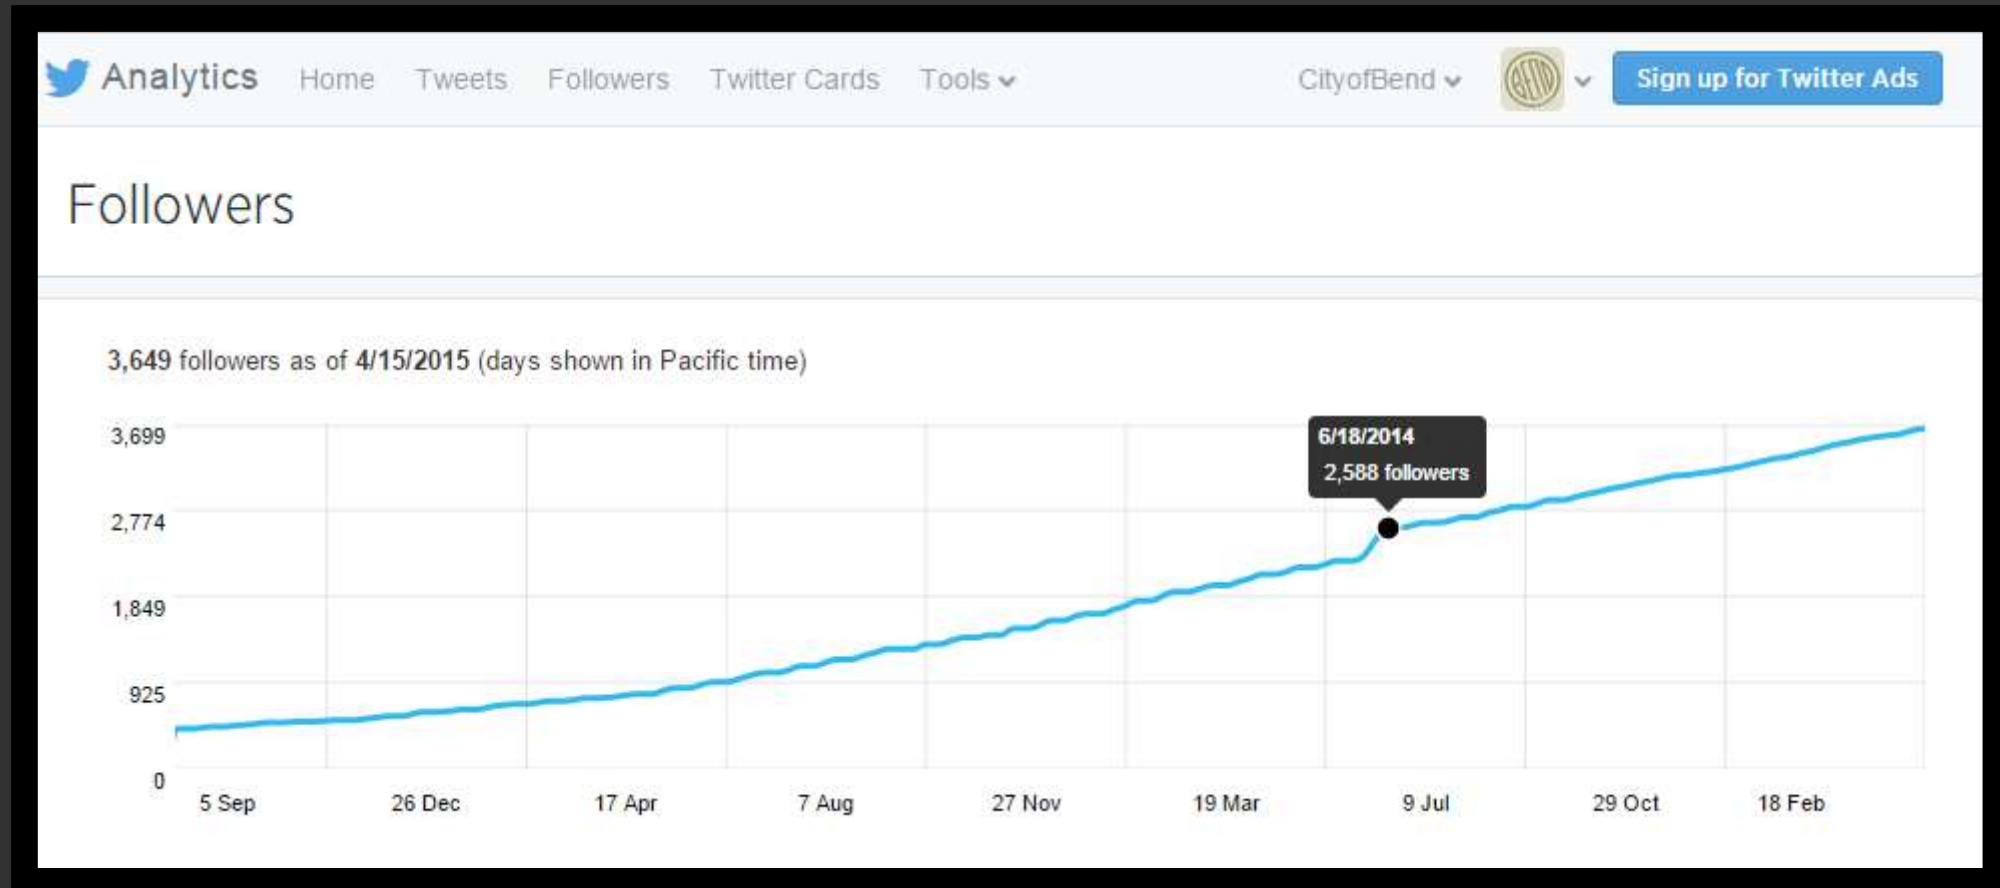 Analytics Home Tweets Followers Twitter Cards Tools CityofBend BEND Sign up for Twitter Ads
Followers
3,649 followers as of 4/15/2015 (days shown in Pacific time)
3,699
2,774
1,849
925
0
6/18/2014
2,588 followers
5 Sep 26 Dec 17 Apr 7 Aug 27 Nov 19 Mar 9 Jul 29 Oct 18 Feb